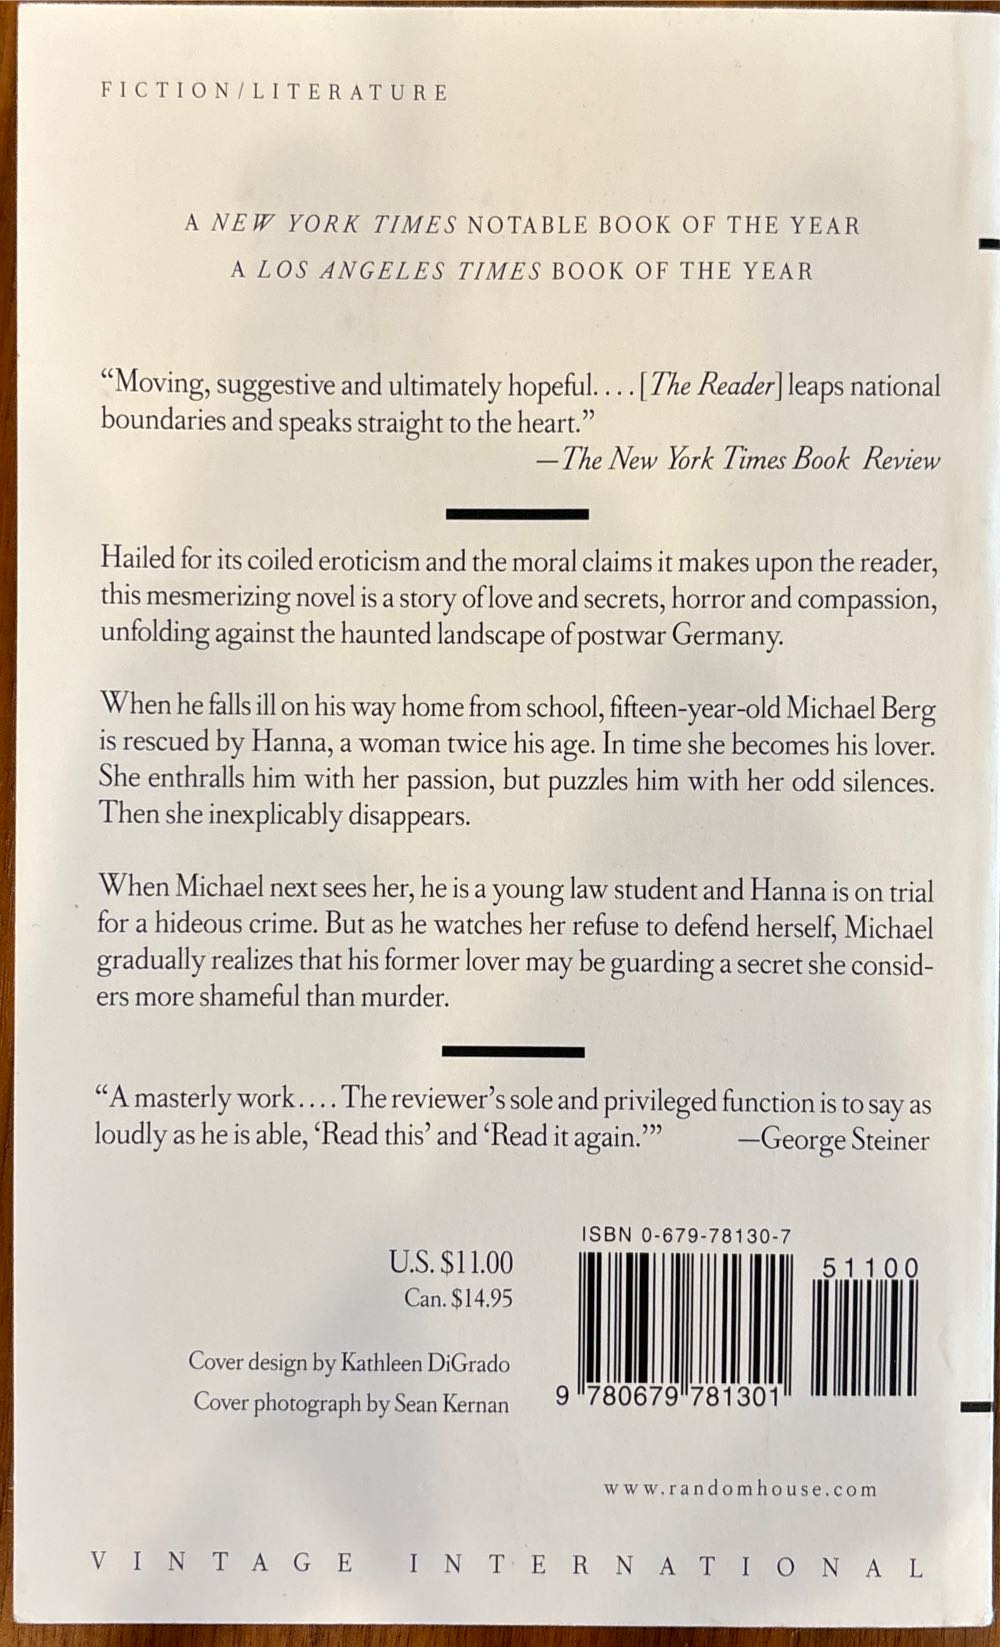 FICTION/LITERATURE
A NEW YORK TIMES NOTABLE BOOK OF THE YEAR
A LOS ANGELES TIMES BOOK OF THE YEAR
“Moving, suggestive and ultimately hopeful. . . . [The Reader] leaps national
boundaries and speaks straight to the heart.”
—The New York Times Book Review
Hailed for its coiled eroticism and the moral claims it makes upon the reader,
this mesmerizing novel is a story of love and secrets, horror and compassion,
unfolding against the haunted landscape of postwar Germany.
When he falls ill on his way home from school, fifteen-year-old Michael Berg
is rescued by Hanna, a woman twice his age. In time she becomes his lover.
She enthralls him with her passion, but puzzles him with her odd silences.
Then she inexplicably disappears.
When Michael next sees her, he is a young law student and Hanna is on trial
for a hideous crime. But as he watches her refuse to defend herself, Michael
gradually realizes that his former lover may be guarding a secret she consid-
ers more shameful than murder.
“A masterly work. . . . The reviewer’s sole and privileged function is to say as
loudly as he is able, ‘Read this’ and ‘Read it again.’” —George Steiner
ISBN 0-679-78130-7
U.S. $11.00
Can. $14.95
51100
Cover design by Kathleen DiGrado
Cover photograph by Sean Kernan
9 780679 781301
www.randomhouse.com
VINTAGE INTERNATIONAL